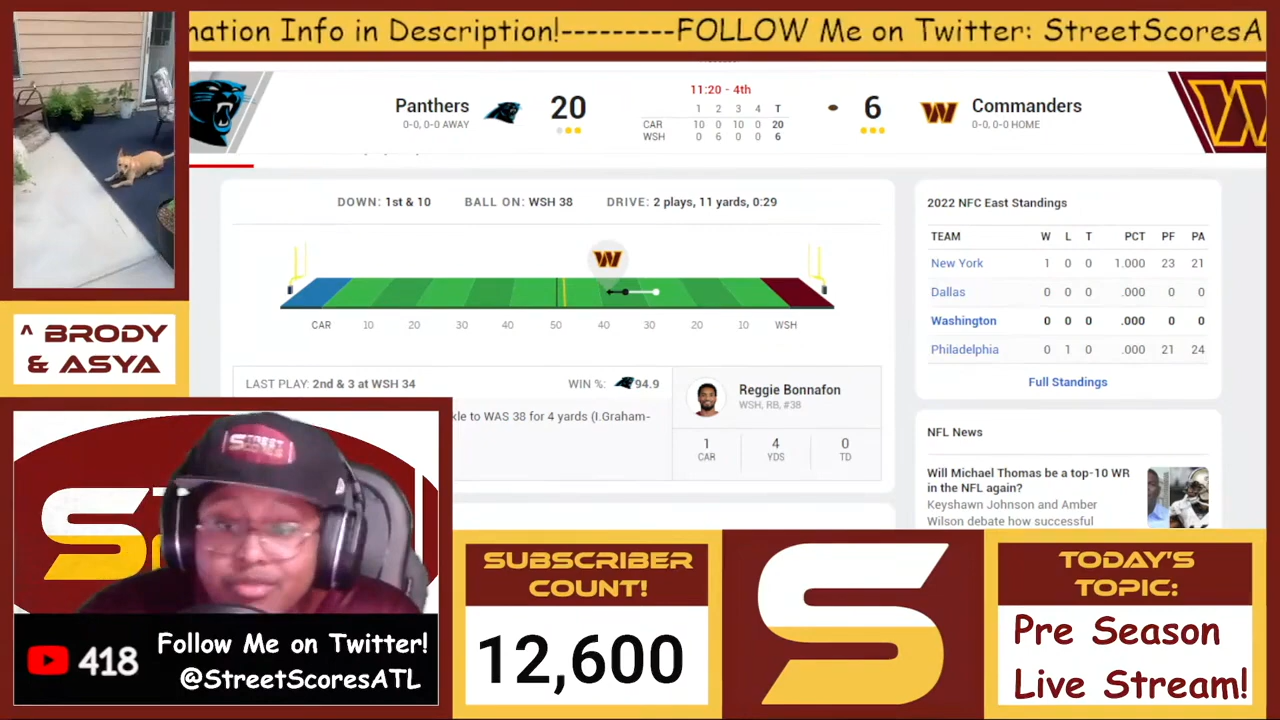 nation Info in Description!---------FOLLOW Me on Twitter: StreetScoresA
Panthers
0-0, 0-0 AWAY
20
11:20 - 4th
1 2 3 4 T
CAR 10 0 10 0 20
WSH 0 6 0 0 6
6
Commanders
0-0, 0-0 HOME
DOWN: 1st & 10 BALL ON: WSH 38 DRIVE: 2 plays, 11 yards, 0:29
CAR 10 20 30 40 50 40 30 20 10 WSH
LAST PLAY: 2nd & 3 at WSH 34
WIN %: 94.9
kle to WAS 38 for 4 yards (I.Graham-
Reggie Bonnafon
WSH, RB, #38
1 4 0
CAR YDS TD
2022 NFC East Standings
TEAM W L T PCT PF PA
New York 1 0 0 1.000 23 21
Dallas 0 0 0 .000 0 0
Washington 0 0 0 .000 0 0
Philadelphia 0 1 0 .000 21 24
Full Standings
NFL News
Will Michael Thomas be a top-10 WR
in the NFL again?
Keyshawn Johnson and Amber
Wilson debate how successful
^ BRODY
& ASYA
STREET
418
Follow Me on Twitter!
@StreetScoresATL
SUBSCRIBER
COUNT!
12,600
TODAY'S
TOPIC:
Pre Season
Live Stream!